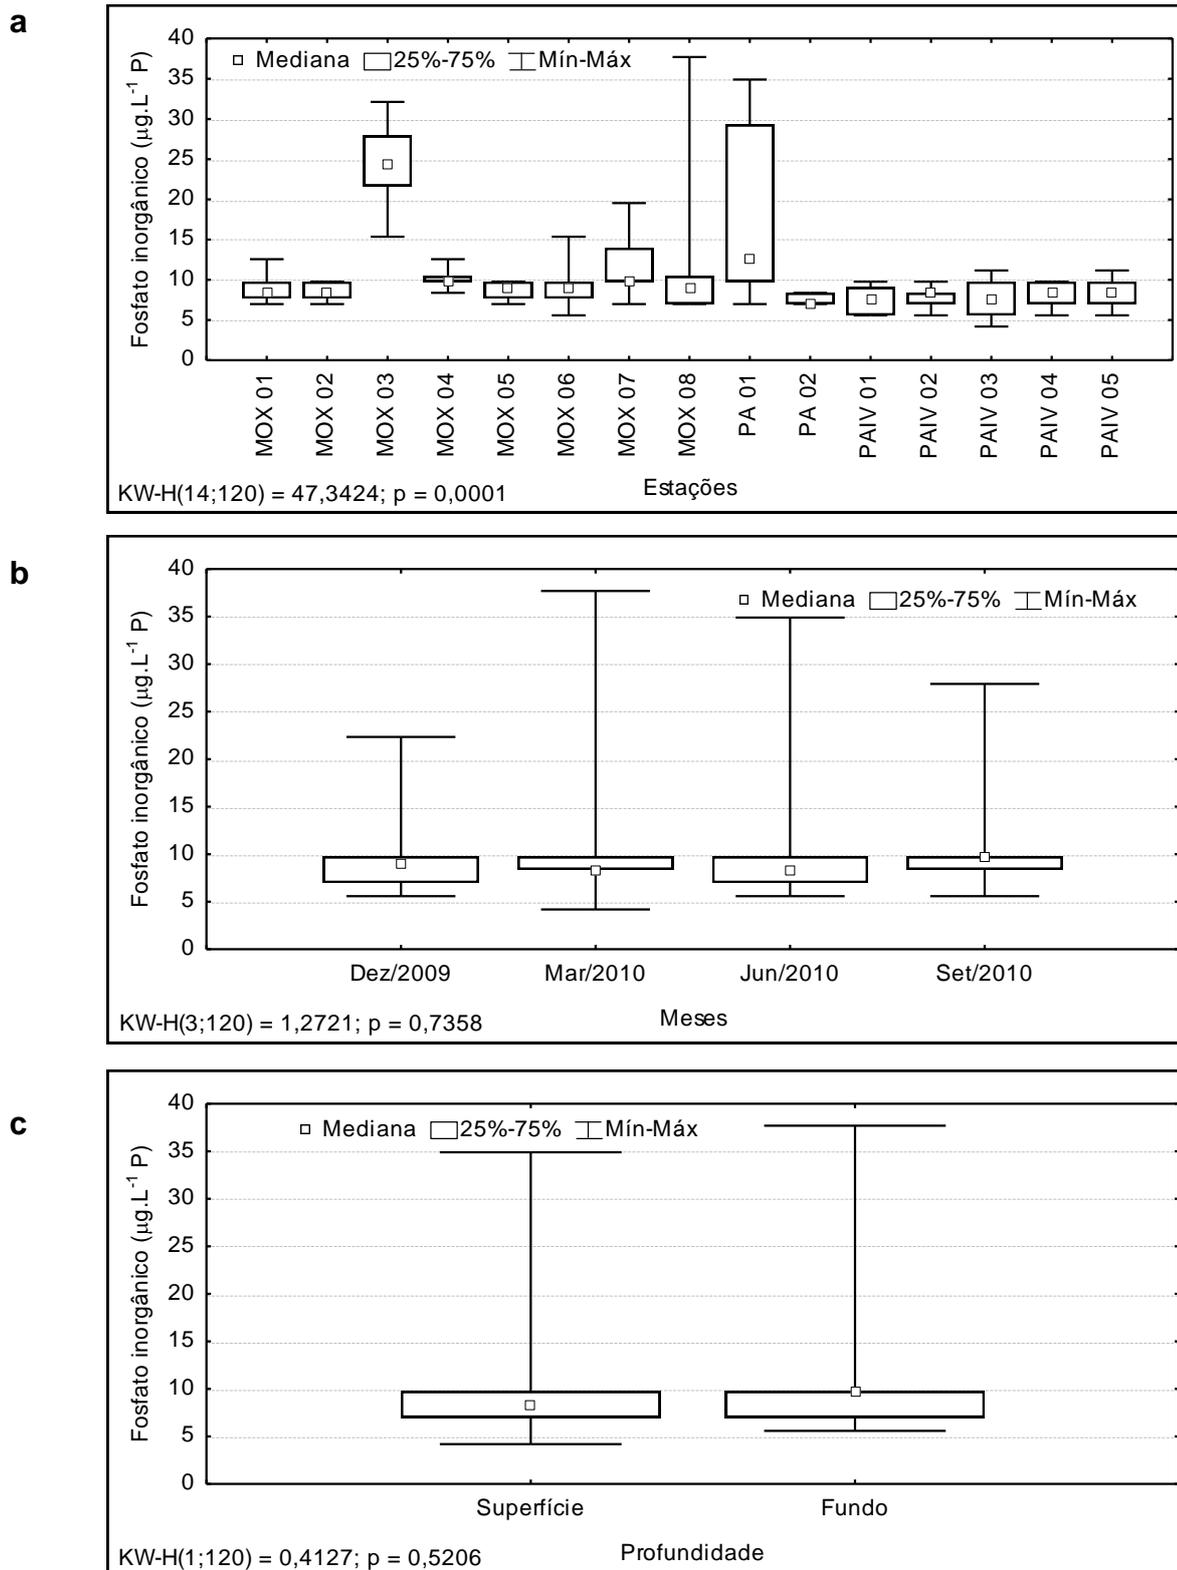 a
Fosfato inorgânico (µg.L⁻¹ P)
40
35
30
25
20
15
10
5
0
Mediana 25%-75% Mín-Máx
MOX 01
MOX 02
MOX 03
MOX 04
MOX 05
MOX 06
MOX 07
MOX 08
PA 01
PA 02
PAIV 01
PAIV 02
PAIV 03
PAIV 04
PAIV 05
Estações
KW-H(14;120) = 47,3424; p = 0,0001
b
Fosfato inorgânico (µg.L⁻¹ P)
40
35
30
25
20
15
10
5
0
Mediana 25%-75% Mín-Máx
Dez/2009 Mar/2010 Jun/2010 Set/2010
Meses
KW-H(3;120) = 1,2721; p = 0,7358
c
Fosfato inorgânico (µg.L⁻¹ P)
40
35
30
25
20
15
10
5
0
Mediana 25%-75% Mín-Máx
Superfície Fundo
Profundidade
KW-H(1;120) = 0,4127; p = 0,5206